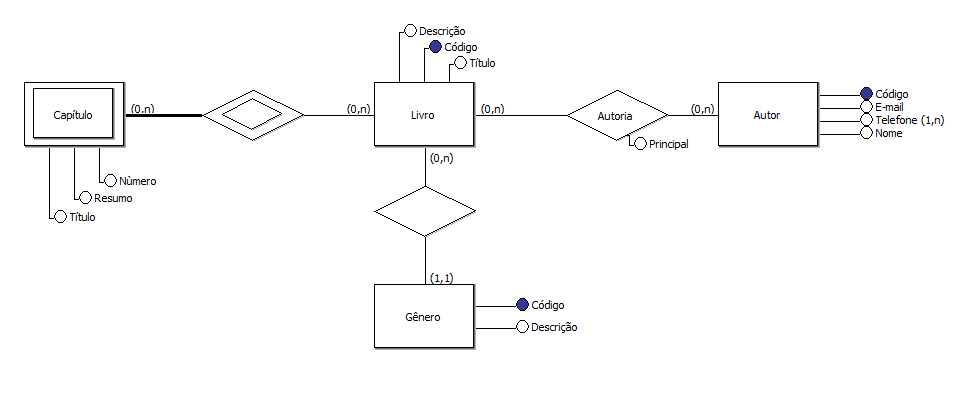 Descrição
Código
Título
Capítulo
(0,n)
(0,n)
Livro
(0,n)
Autoria
(0,n)
Autor
Código
E-mail
Telefone (1,n)
Nome
Principal
(0,n)
Nùmero
Resumo
Título
(1,1)
Gênero
Código
Descrição